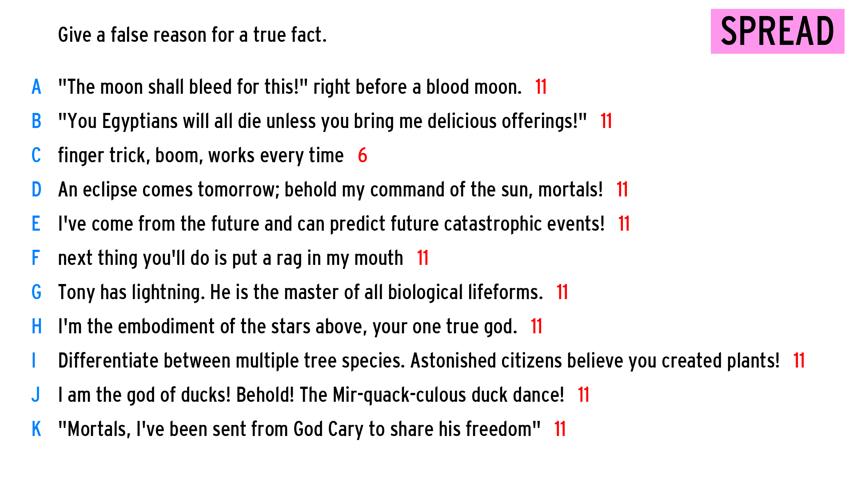 Give a false reason for a true fact.
SPREAD
A "The moon shall bleed for this!" right before a blood moon. 11
B "You Egyptians will all die unless you bring me delicious offerings!" 11
C finger trick, boom, works every time 6
D An eclipse comes tomorrow; behold my command of the sun, mortals! 11
E I've come from the future and can predict future catastrophic events! 11
F next thing you'll do is put a rag in my mouth 11
G Tony has lightning. He is the master of all biological lifeforms. 11
H I'm the embodiment of the stars above, your one true god. 11
I Differentiate between multiple tree species. Astonished citizens believe you created plants! 11
J I am the god of ducks! Behold! The Mir-quack-culous duck dance! 11
K "Mortals, I've been sent from God Cary to share his freedom" 11